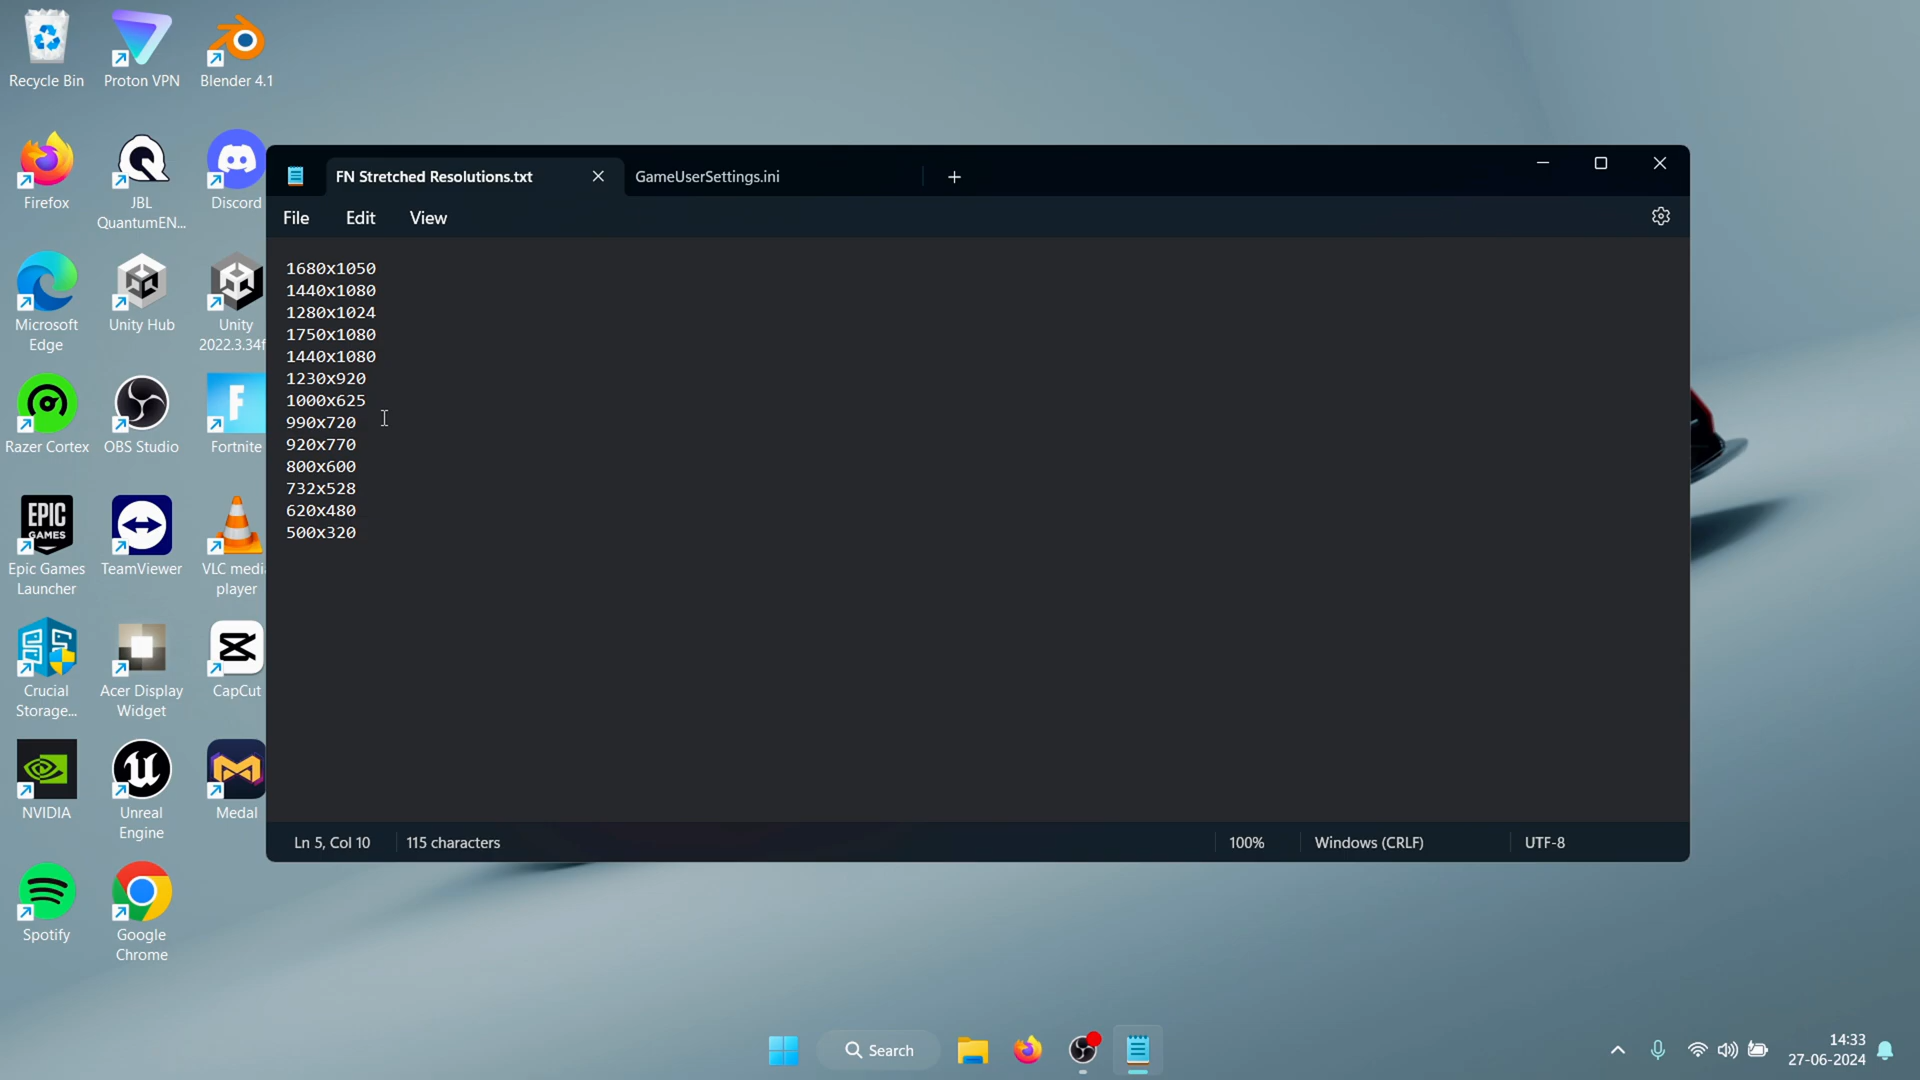 Recycle Bin
Proton VPN
Blender 4.1
Firefox
JBL
QuantumEN...
Discord
Microsoft
Edge
Unity Hub
Unity
2022.3.34f
Razer Cortex
OBS Studio
F
Fortnite
EPIC
GAMES
Epic Games
Launcher
TeamViewer
VLC medi
player
Crucial
Storage...
Acer Display
Widget
CapCut
NVIDIA
Unreal
Engine
Medal
Spotify
Google
Chrome
FN Stretched Resolutions.txt
GameUserSettings.ini
File Edit View
1680x1050
1440x1080
1280x1024
1750x1080
1440x1080
1230x920
1000x625
990x720
920x770
800x600
732x528
620x480
500x320
Ln 5, Col 10
115 characters
100%
Windows (CRLF)
UTF-8
Search
14:33
27-06-2024